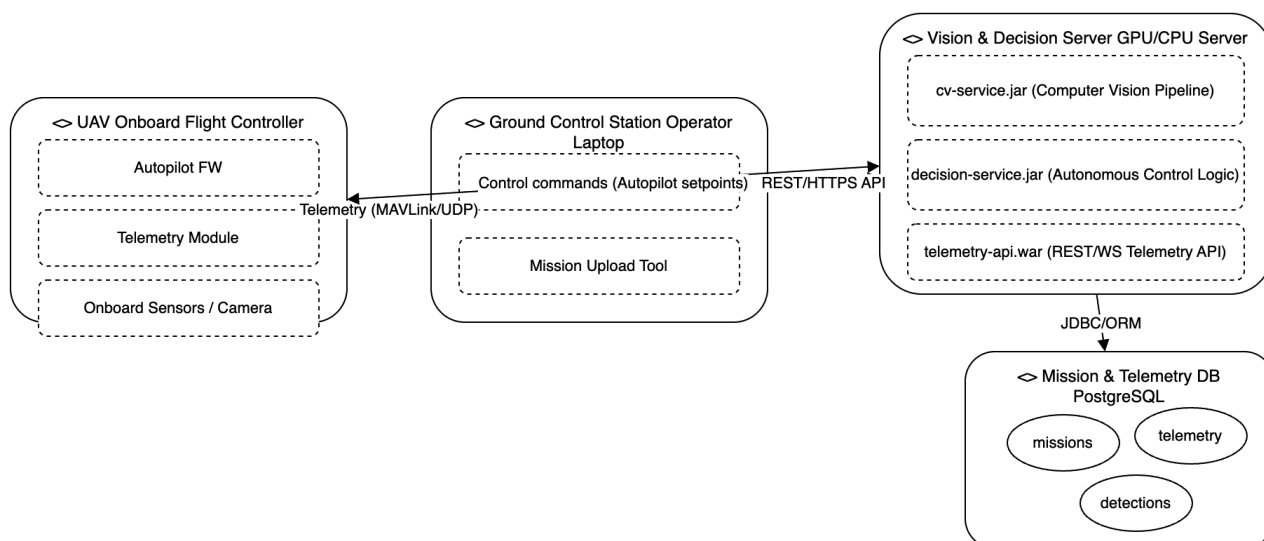 <> UAV Onboard Flight Controller
Autopilot FW
Telemetry Module
Onboard Sensors / Camera
Telemetry (MAVLink/UDP)
<> Ground Control Station Operator
Laptop
Control commands (Autopilot setpoints)
Mission Upload Tool
REST/HTTPS API
<> Vision & Decision Server GPU/CPU Server
cv-service.jar (Computer Vision Pipeline)
decision-service.jar (Autonomous Control Logic)
telemetry-api.war (REST/WS Telemetry API)
JDBC/ORM
<> Mission & Telemetry DB
PostgreSQL
missions
telemetry
detections